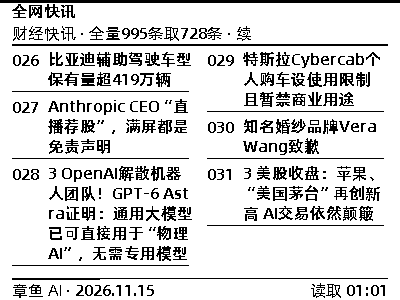 全网快讯
财经快讯 · 全量995条取728条 · 续
026 比亚迪辅助驾驶车型
保有量超419万辆
027 Anthropic CEO “直
播荐股”，满屏都是
免责声明
028 3 OpenAI解散机器
人团队！GPT-6 Ast
ra证明：通用大模型
已可直接用于“物理
AI”，无需专用模型
029 特斯拉Cybercab个
人购车设使用限制
且暂禁商业用途
030 知名婚纱品牌Vera
Wang致歉
031 3 美股收盘：苹果、
“美国茅台”再创新
高 AI交易依然颠簸
章鱼 AI · 2026.11.15
读取 01:01